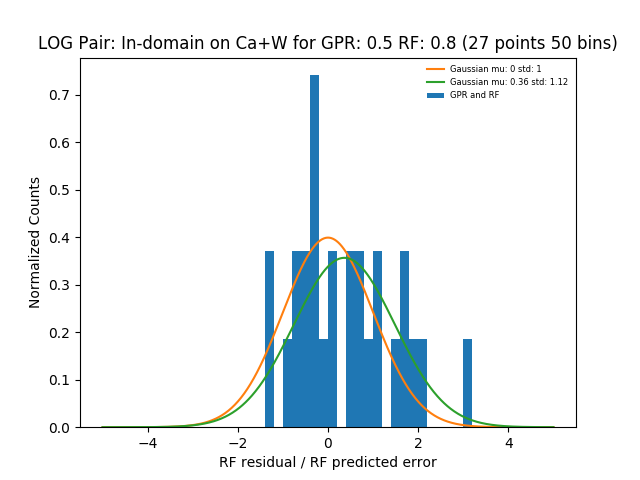 LOG Pair: In-domain on Ca+W for GPR: 0.5 RF: 0.8 (27 points 50 bins)
Gaussian mu: 0 std: 1
Gaussian mu: 0.36 std: 1.12
GPR and RF
Normalized Counts
0.7
0.6
0.5
0.4
0.3
0.2
0.1
0.0
−4 −2 0 2 4
RF residual / RF predicted error